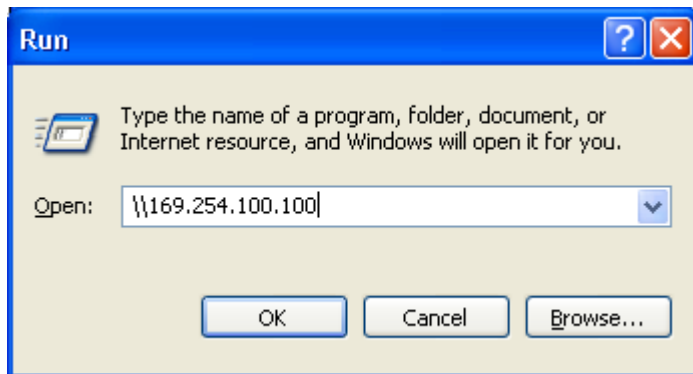 Run
Type the name of a program, folder, document, or
Internet resource, and Windows will open it for you.
Open: \\169.254.100.100
OK Cancel Browse...